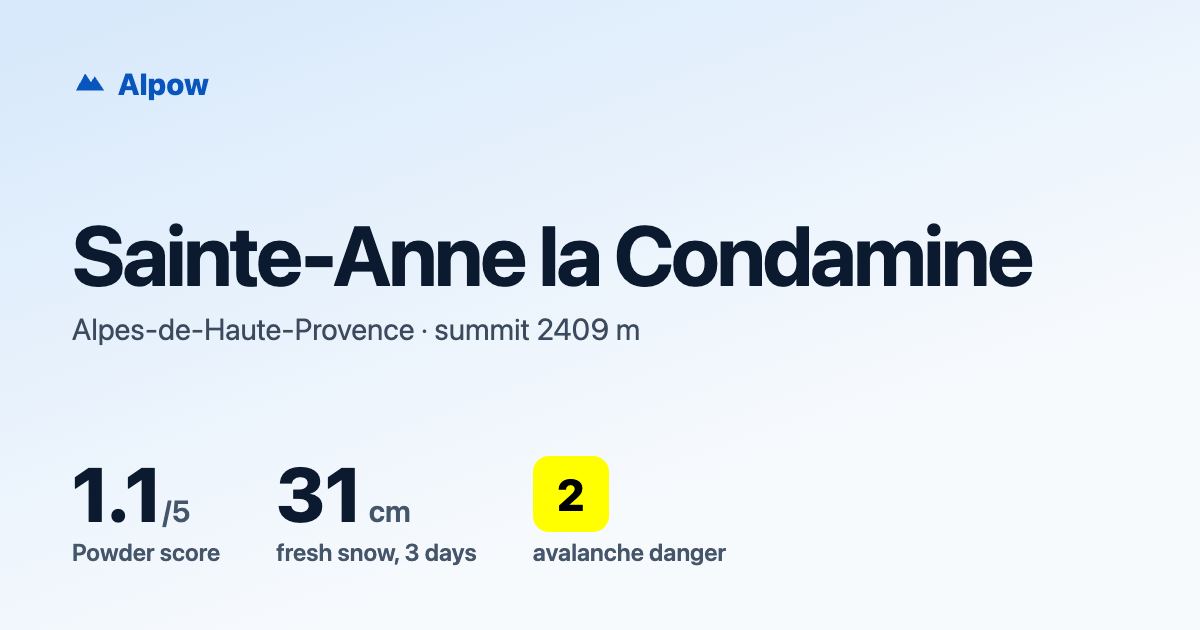 Alpow
Sainte-Anne la Condamine
Alpes-de-Haute-Provence · summit 2409 m
1.1/5 31 cm 2
Powder score fresh snow, 3 days avalanche danger